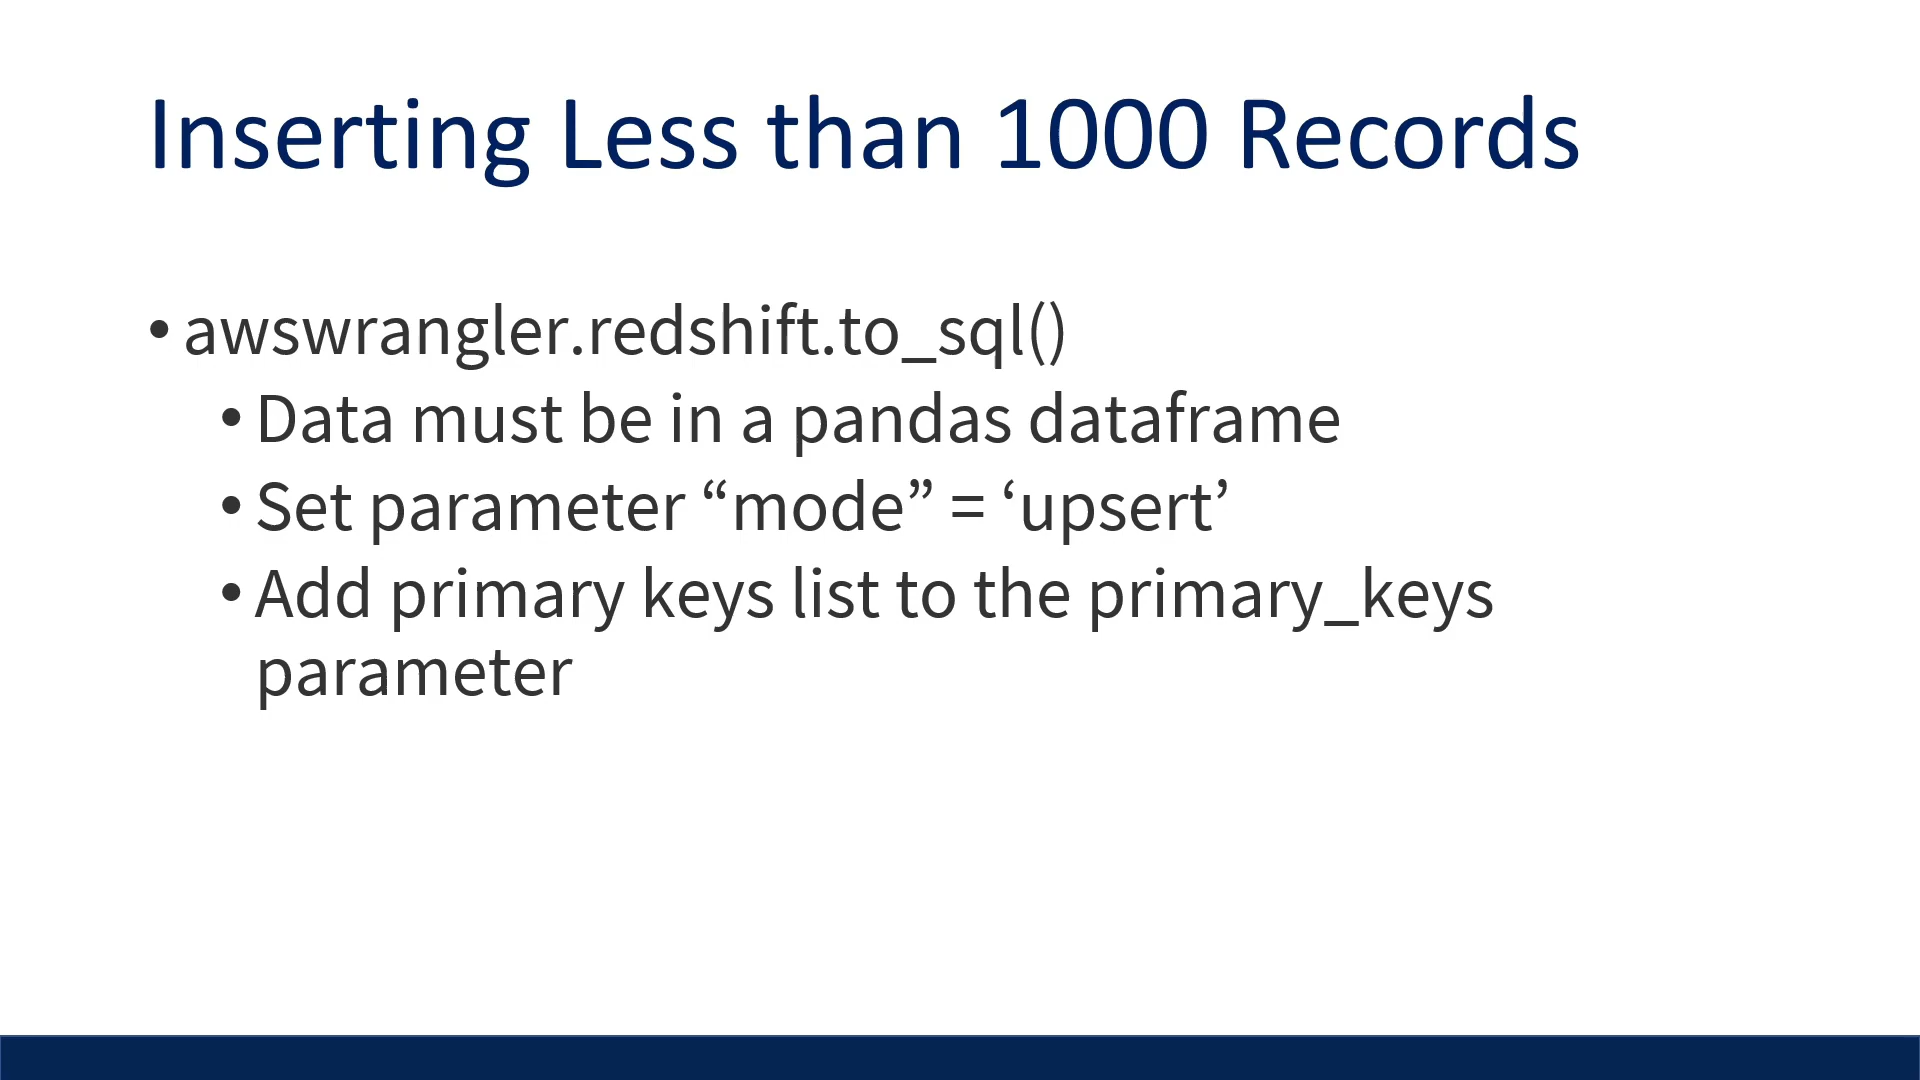 Inserting Less than 1000 Records
• awswrangler.redshift.to_sql()
• Data must be in a pandas dataframe
• Set parameter “mode” = ‘upsert’
• Add primary keys list to the primary_keys
parameter